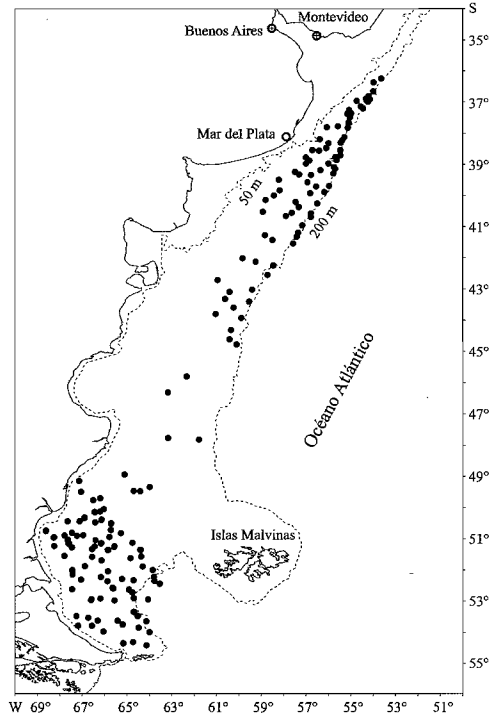 S
Montevideo
Buenos Aires
35°
37°
Mar del Plata
39°
50 m
200 m
41°
43°
45°
Océano Atlántico
47°
49°
Islas Malvinas
51°
53°
55°
W 69° 67° 65° 63° 61° 59° 57° 55° 53° 51°